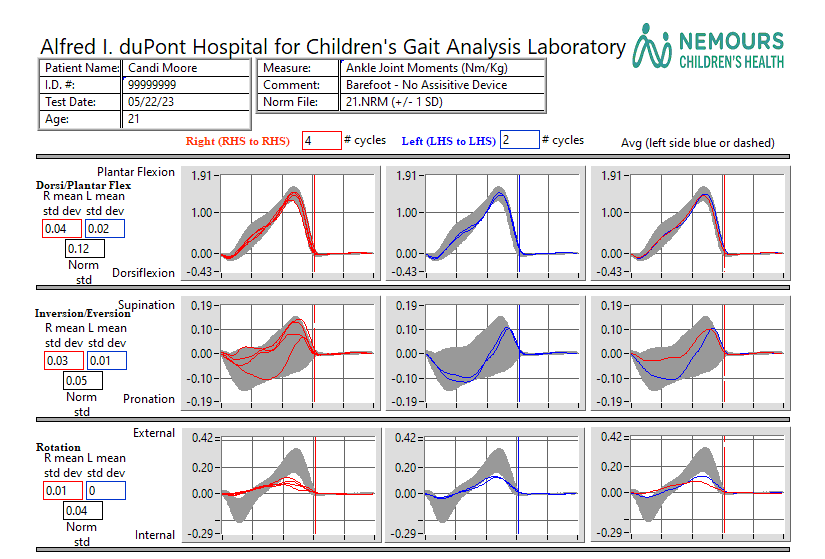 Alfred I. duPont Hospital for Children's Gait Analysis Laboratory
NEMOURS
CHILDREN'S HEALTH
Patient Name: Candi Moore
I.D. #: 99999999
Test Date: 05/22/23
Age: 21
Measure: Ankle Joint Moments (Nm/Kg)
Comment: Barefoot - No Assisitive Device
Norm File: 21.NRM (+/- 1 SD)
Right (RHS to RHS) 4 # cycles Left (LHS to LHS) 2 # cycles Avg (left side blue or dashed)
Plantar Flexion
Dorsi/Plantar Flex
R mean L mean
std dev std dev
0.04 0.02
0.12
Norm
std
Dorsiflexion
1.91
1.00
0.00
-0.43
1.91
1.00
0.00
-0.43
1.91
1.00
0.00
-0.43
Supination
Inversion/Eversion
R mean L mean
std dev std dev
0.03 0.01
0.05
Norm
std
Pronation
0.19
0.10
0.00
-0.10
-0.19
0.19
0.10
0.00
-0.10
-0.19
0.19
0.10
0.00
-0.10
-0.19
External
Rotation
R mean L mean
std dev std dev
0.01 0
0.04
Norm
std
Internal
0.42
0.20
0.00
-0.29
0.42
0.20
0.00
-0.29
0.42
0.20
0.00
-0.29